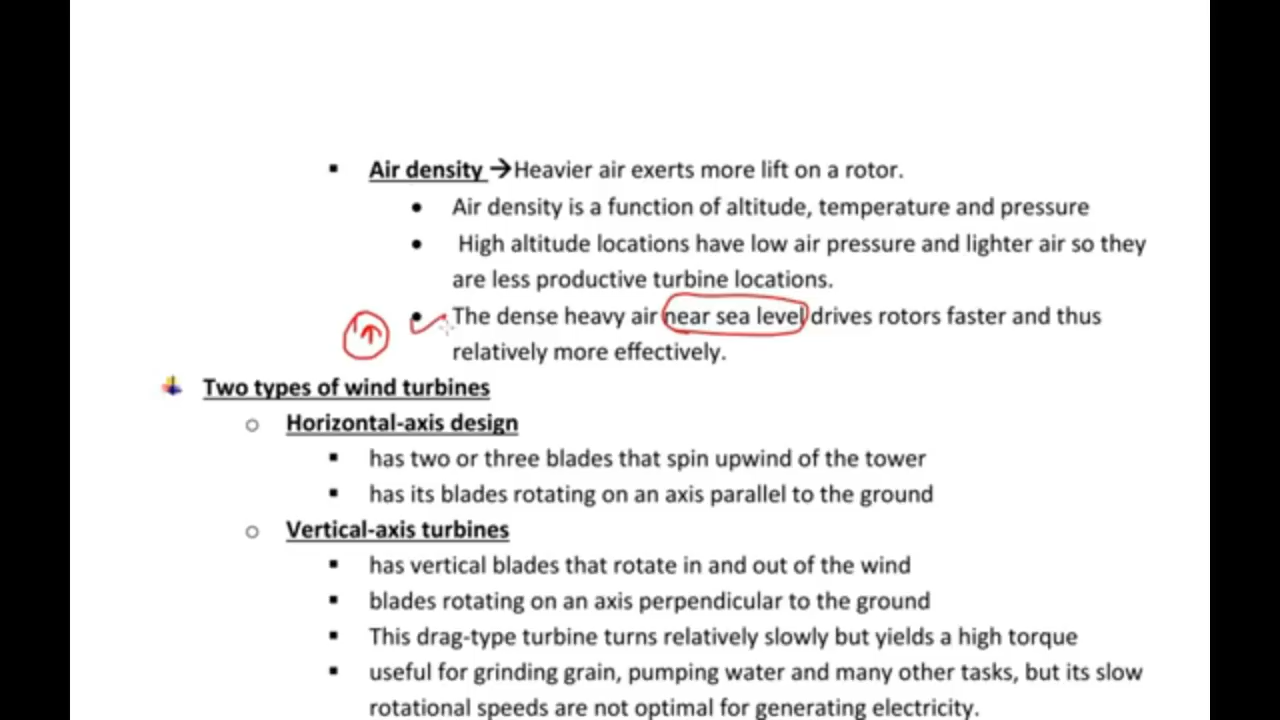 ▪ Air density →Heavier air exerts more lift on a rotor.
• Air density is a function of altitude, temperature and pressure
• High altitude locations have low air pressure and lighter air so they
are less productive turbine locations.
• The dense heavy air near sea level drives rotors faster and thus
relatively more effectively.
Two types of wind turbines
o Horizontal-axis design
▪ has two or three blades that spin upwind of the tower
▪ has its blades rotating on an axis parallel to the ground
o Vertical-axis turbines
▪ has vertical blades that rotate in and out of the wind
▪ blades rotating on an axis perpendicular to the ground
▪ This drag-type turbine turns relatively slowly but yields a high torque
▪ useful for grinding grain, pumping water and many other tasks, but its slow
rotational speeds are not optimal for generating electricity.